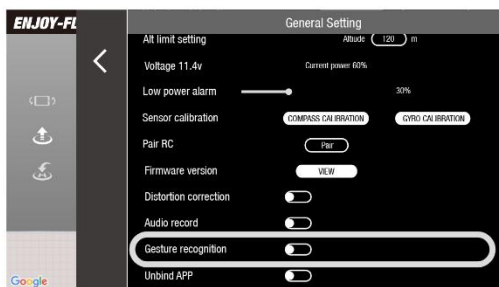 ENJOY-FL
General Setting
Alt limit setting Altitude 120 m
Voltage 11.4v Current power 60%
Low power alarm 30%
Sensor calibration COMPASS CALIBRATION GYRO CALIBRATION
Pair RC Pair
Firmware version VIEW
Distortion correction
Audio record
Gesture recognition
Unbind APP
Google